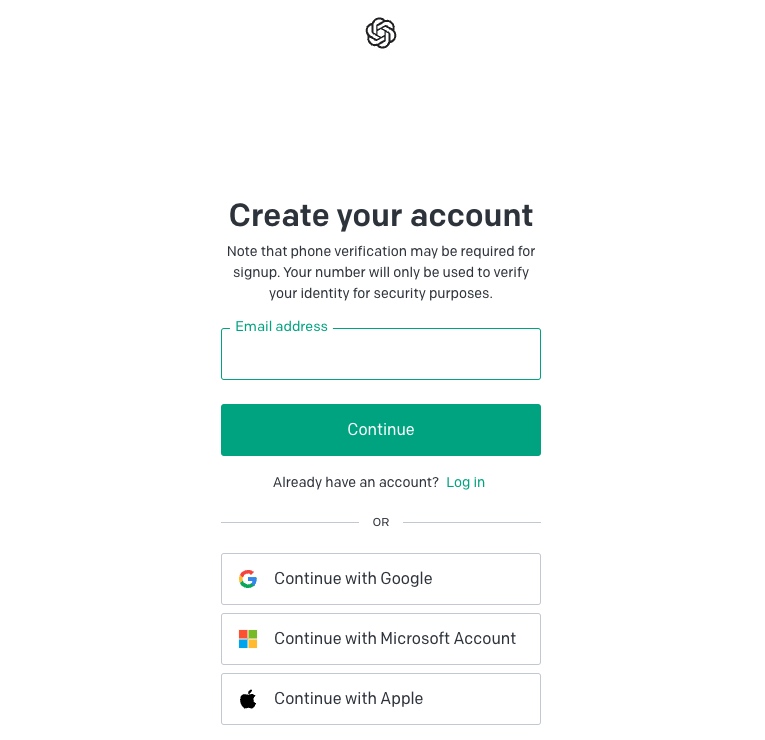 Create your account
Note that phone verification may be required for
signup. Your number will only be used to verify
your identity for security purposes.
Email address
Continue
Already have an account? Log in
OR
Continue with Google
Continue with Microsoft Account
Continue with Apple